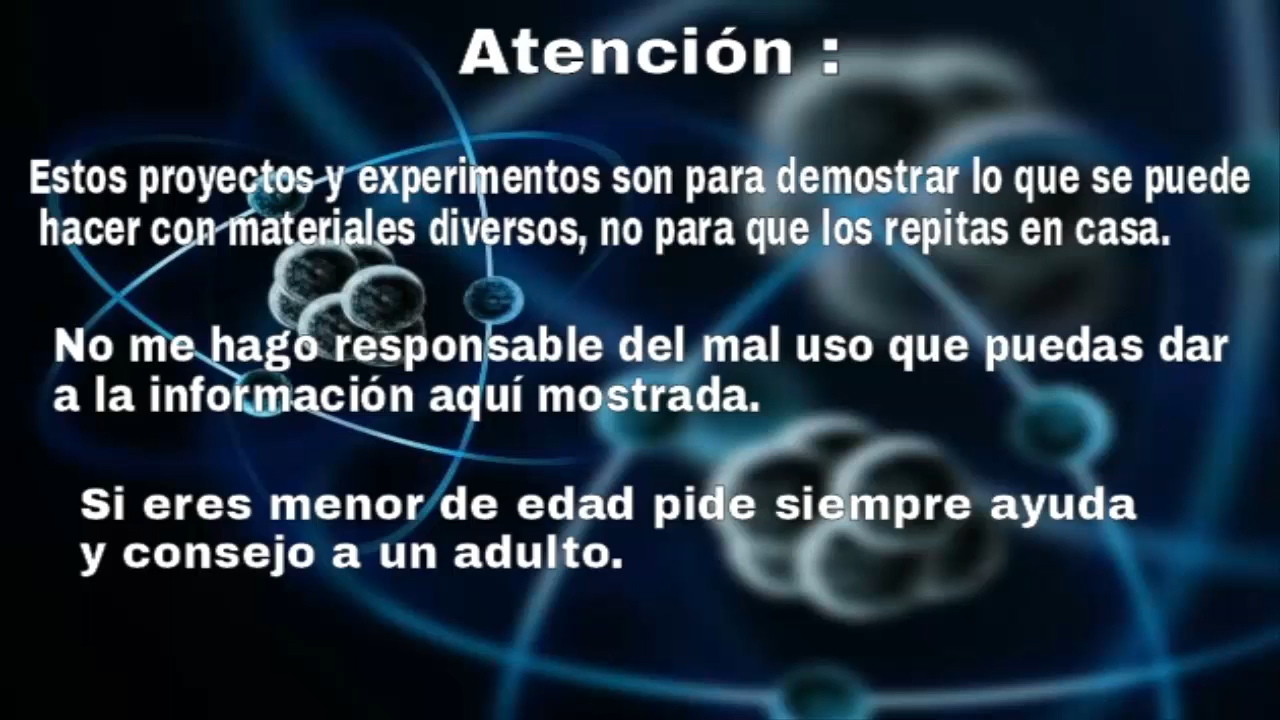 Atención :
Estos proyectos y experimentos son para demostrar lo que se puede
hacer con materiales diversos, no para que los repitas en casa.
No me hago responsable del mal uso que puedas dar
a la información aquí mostrada.
Si eres menor de edad pide siempre ayuda
y consejo a un adulto.